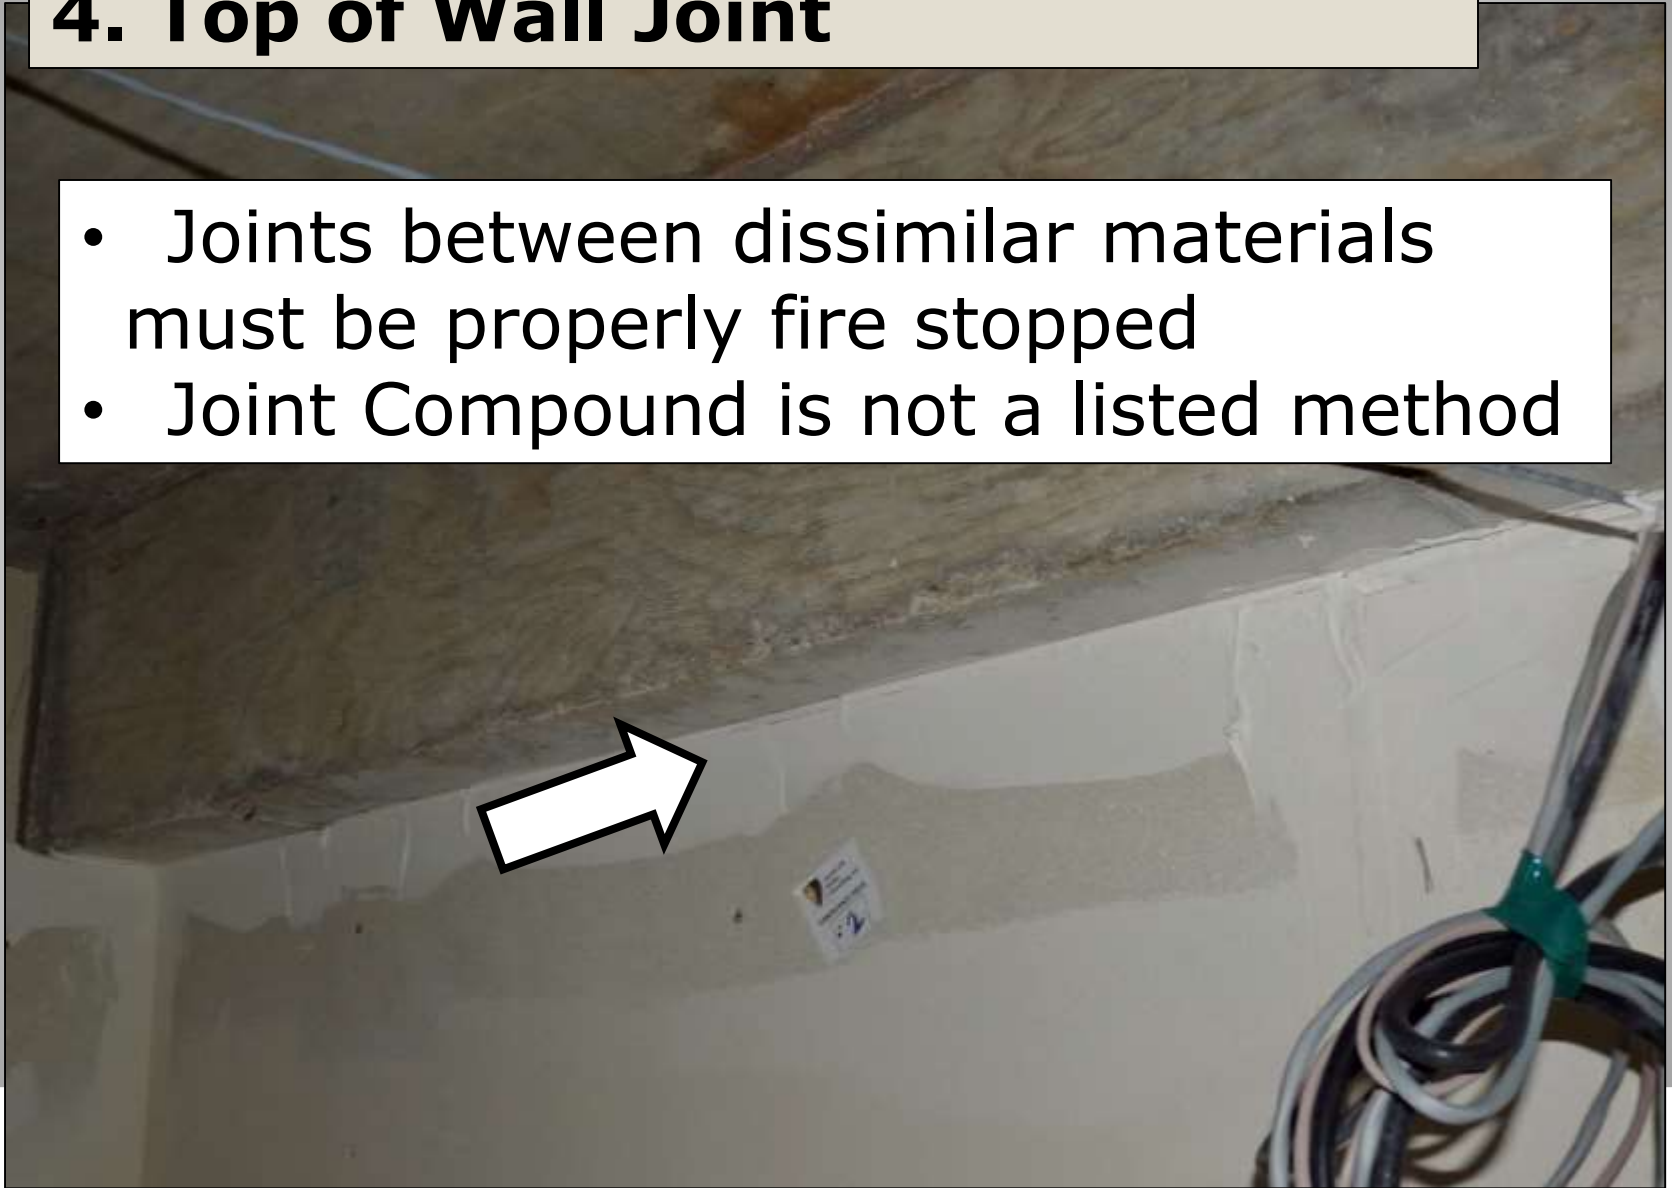 4. Top of Wall Joint
• Joints between dissimilar materials
must be properly fire stopped
• Joint Compound is not a listed method